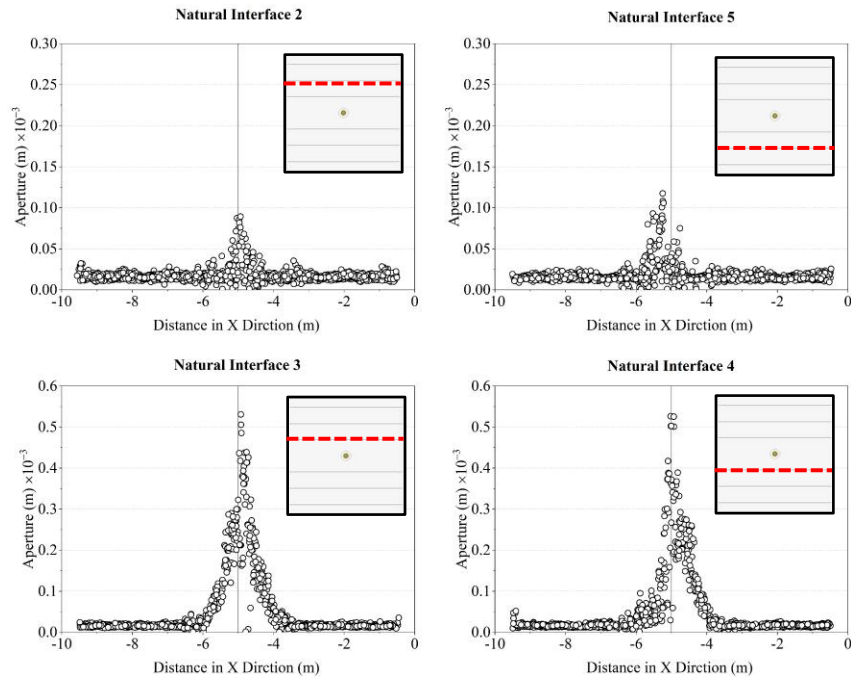 Natural Interface 2
0.30
0.25
0.20
0.15
0.10
0.05
0.00
Aperture (m) ×10⁻³
-10 -8 -6 -4 -2 0
Distance in X Dirction (m)
Natural Interface 5
0.30
0.25
0.20
0.15
0.10
0.05
0.00
Aperture (m) ×10⁻³
-10 -8 -6 -4 -2 0
Distance in X Dirction (m)
Natural Interface 3
0.6
0.5
0.4
0.3
0.2
0.1
0.0
Aperture (m) ×10⁻³
-10 -8 -6 -4 -2 0
Distance in X Dirction (m)
Natural Interface 4
0.6
0.5
0.4
0.3
0.2
0.1
0.0
Aperture (m) ×10⁻³
-10 -8 -6 -4 -2 0
Distance in X Dirction (m)